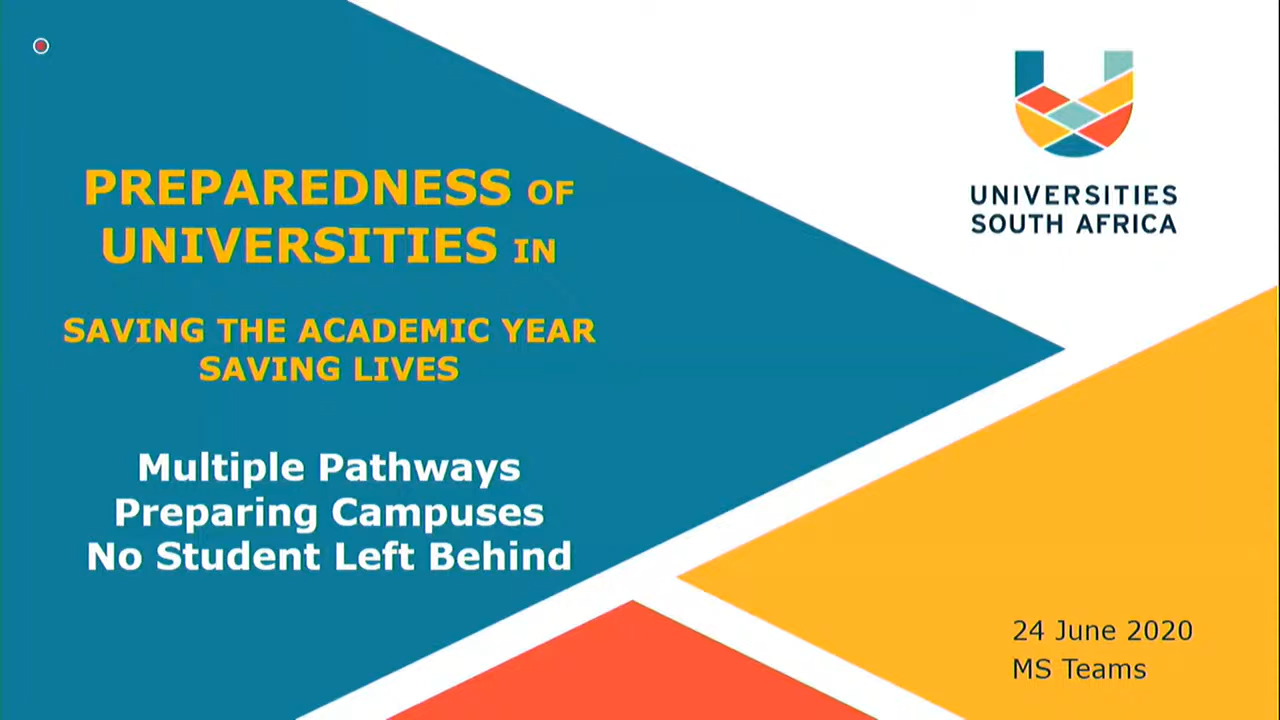 PREPAREDNESS OF
UNIVERSITIES IN
SAVING THE ACADEMIC YEAR
SAVING LIVES
Multiple Pathways
Preparing Campuses
No Student Left Behind
UNIVERSITIES
SOUTH AFRICA
24 June 2020
MS Teams